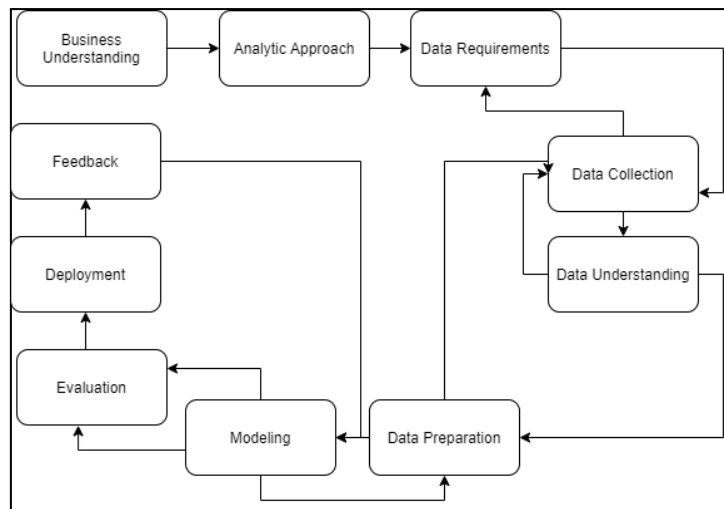 Business
Understanding
Analytic Approach
Data Requirements
Feedback
Data Collection
Deployment
Data Understanding
Evaluation
Modeling
Data Preparation